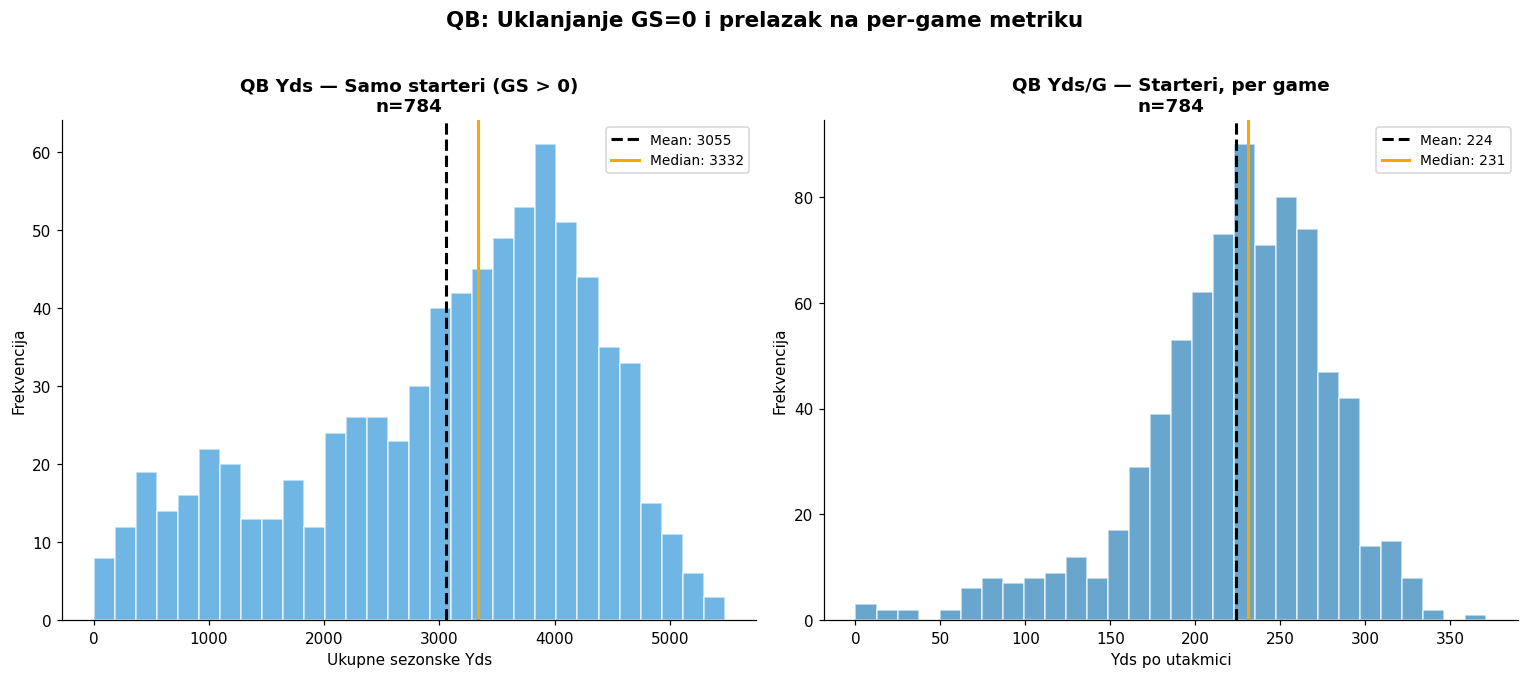 QB: Uklanjanje GS=0 i prelazak na per-game metriku
QB Yds — Samo starteri (GS > 0)
n=784
Mean: 3055
Median: 3332
Frekvencija
60
50
40
30
20
10
0
0 1000 2000 3000 4000 5000
Ukupne sezonske Yds
QB Yds/G — Starteri, per game
n=784
Mean: 224
Median: 231
Frekvencija
80
60
40
20
0
0 50 100 150 200 250 300 350
Yds po utakmici